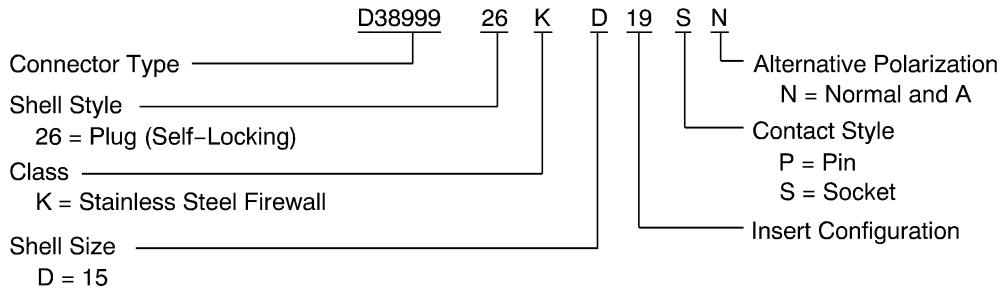 D38999 26 K D 19 S N
Connector Type
Shell Style
26 = Plug (Self−Locking)
Class
K = Stainless Steel Firewall
Shell Size
D = 15
Alternative Polarization
N = Normal and A
Contact Style
P = Pin
S = Socket
Insert Configuration